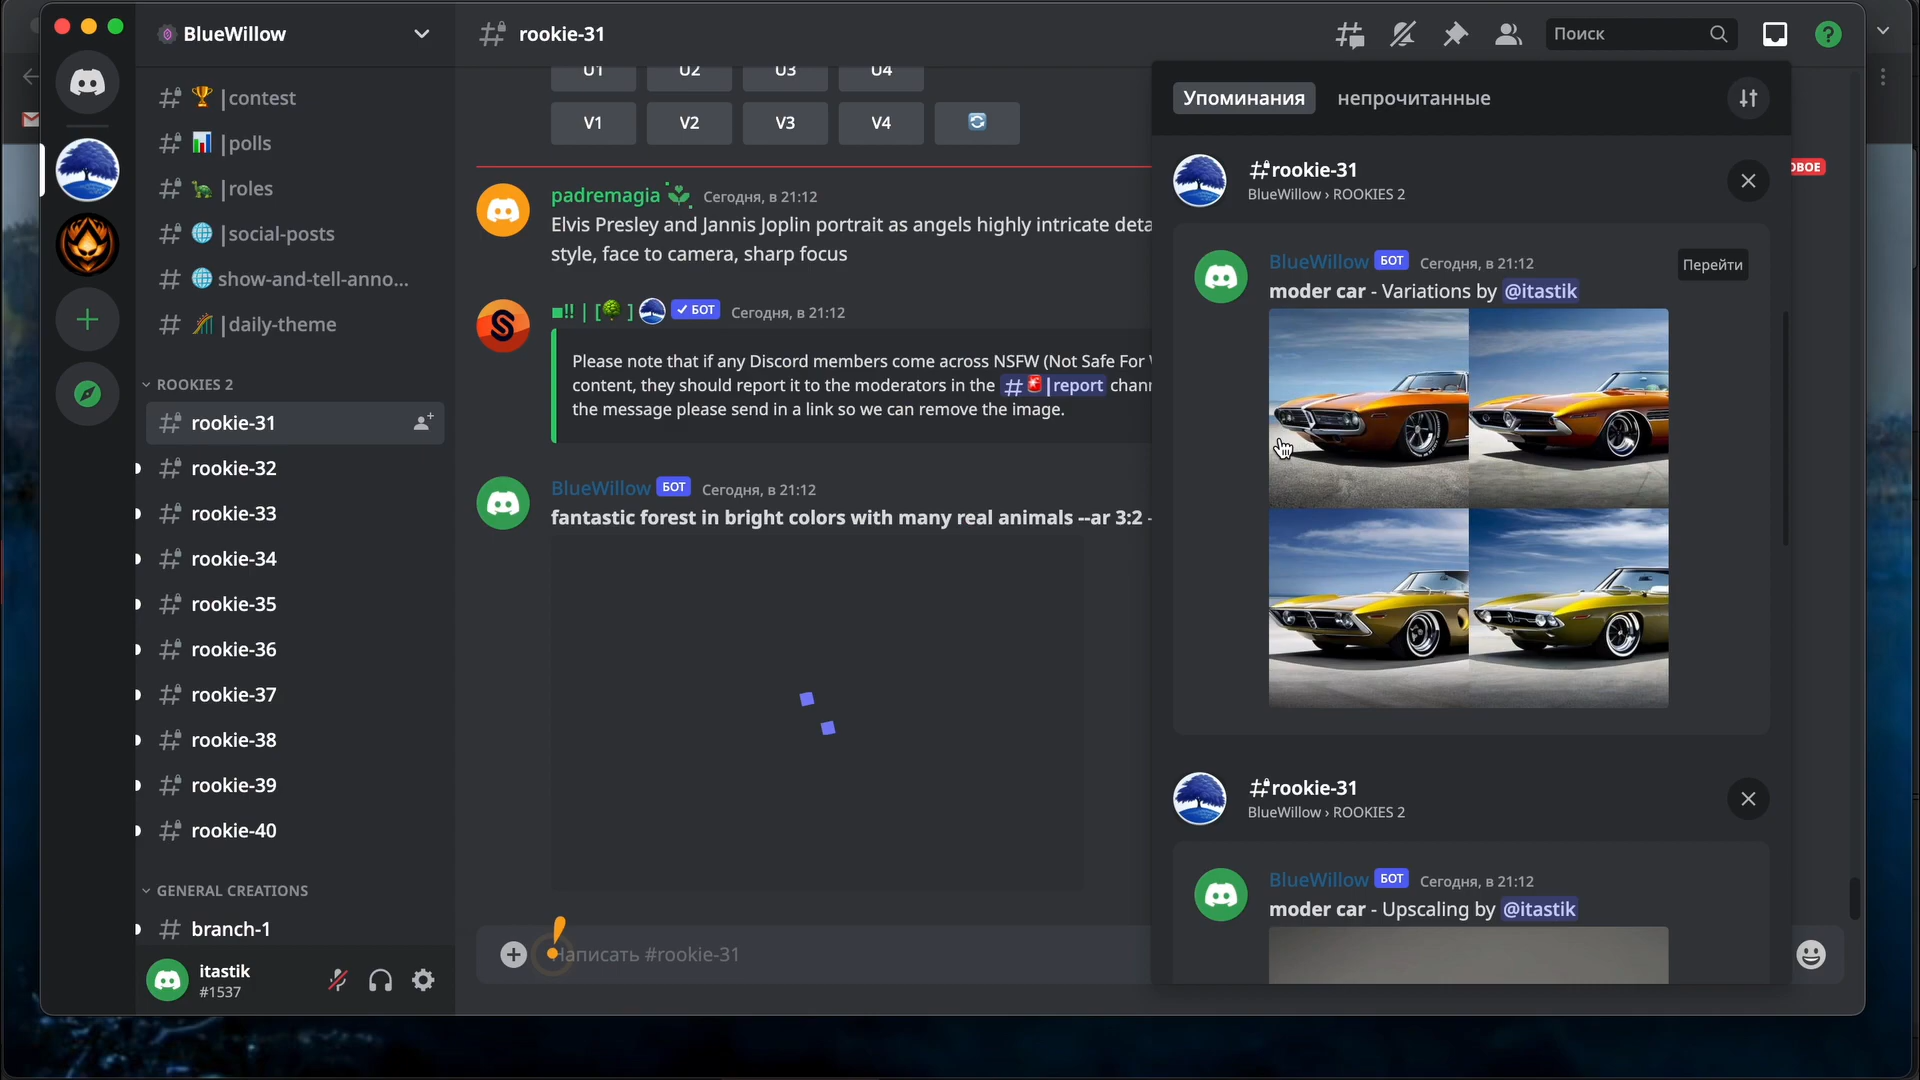 BlueWillow
|contest
|polls
|roles
|social-posts
show-and-tell-anno...
|daily-theme
ROOKIES 2
rookie-31
rookie-32
rookie-33
rookie-34
rookie-35
rookie-36
rookie-37
rookie-38
rookie-39
rookie-40
GENERAL CREATIONS
branch-1
itastik
#1537
rookie-31
Поиск
U1 U2 U3 U4
V1 V2 V3 V4
padremagia Сегодня, в 21:12
Elvis Presley and Jannis Joplin portrait as angels highly intricate deta
style, face to camera, sharp focus
!! | [ ] БОТ Сегодня, в 21:12
Please note that if any Discord members come across NSFW (Not Safe For
content, they should report it to the moderators in the # |report chan
the message please send in a link so we can remove the image.
BlueWillow БОТ Сегодня, в 21:12
fantastic forest in bright colors with many real animals --ar 3:2 -
Написать #rookie-31
Упоминания непрочитанные
ОВОЕ
#rookie-31
BlueWillow › ROOKIES 2
BlueWillow БОТ Сегодня, в 21:12
Перейти
moder car - Variations by @itastik
#rookie-31
BlueWillow › ROOKIES 2
BlueWillow БОТ Сегодня, в 21:12
moder car - Upscaling by @itastik